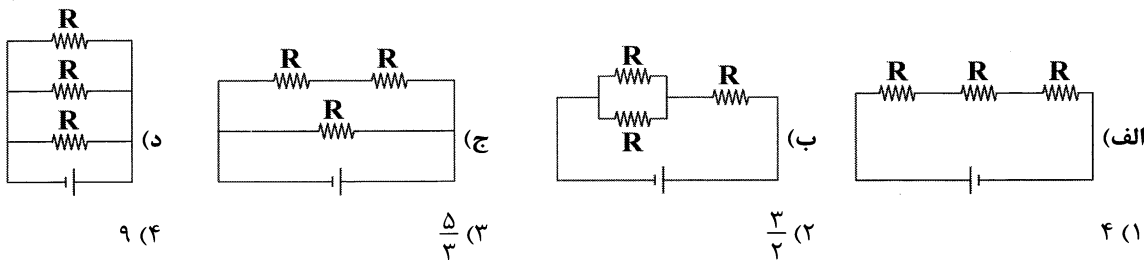 الف) R R R
ب) R R R
ج) R R R
د) R R R
۱) ۴
۲) ۳/۲
۳) ۵/۳
۴) ۹